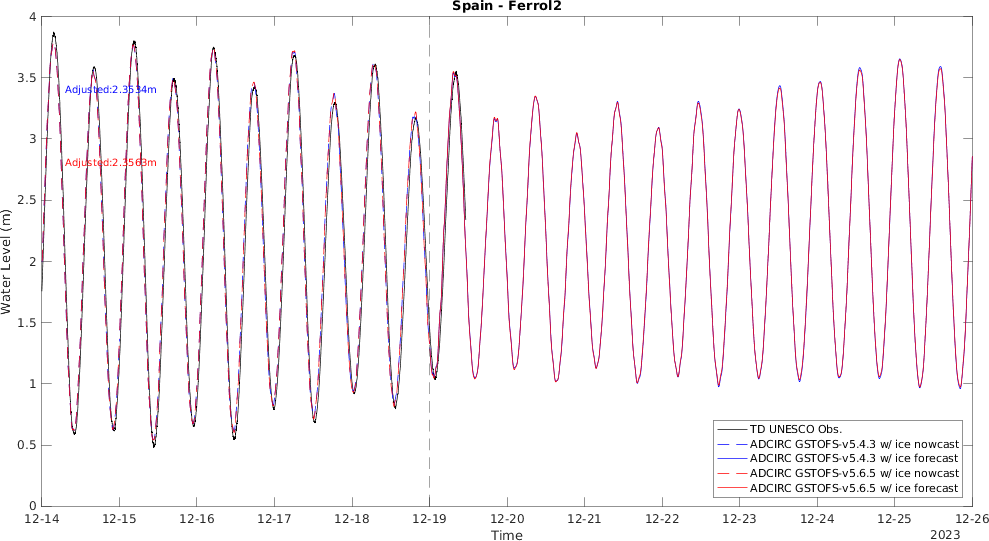 Spain - Ferrol2
4
3.5
3
2.5
2
1.5
1
0.5
0
Water Level (m)
Adjusted:2.3534m
Adjusted:2.3563m
TD UNESCO Obs.
ADCIRC GSTOFS-v5.4.3 w/ ice nowcast
ADCIRC GSTOFS-v5.4.3 w/ ice forecast
ADCIRC GSTOFS-v5.6.5 w/ ice nowcast
ADCIRC GSTOFS-v5.6.5 w/ ice forecast
12-14 12-15 12-16 12-17 12-18 12-19 12-20 12-21 12-22 12-23 12-24 12-25 12-26
Time
2023